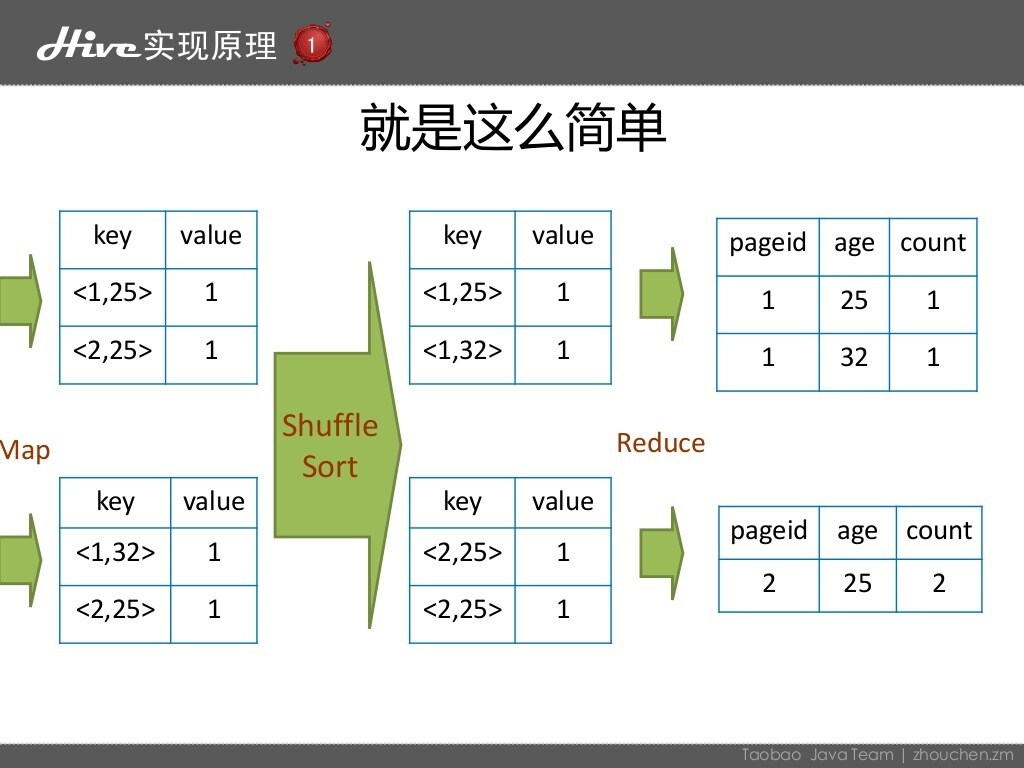 Hive实现原理 1
就是这么简单
key value
<1,25> 1
<2,25> 1
key value
<1,25> 1
<1,32> 1
pageid age count
1 25 1
1 32 1
Map
Shuffle
Sort
Reduce
key value
<1,32> 1
<2,25> 1
key value
<2,25> 1
<2,25> 1
pageid age count
2 25 2
Taobao Java Team | zhouchen.zm